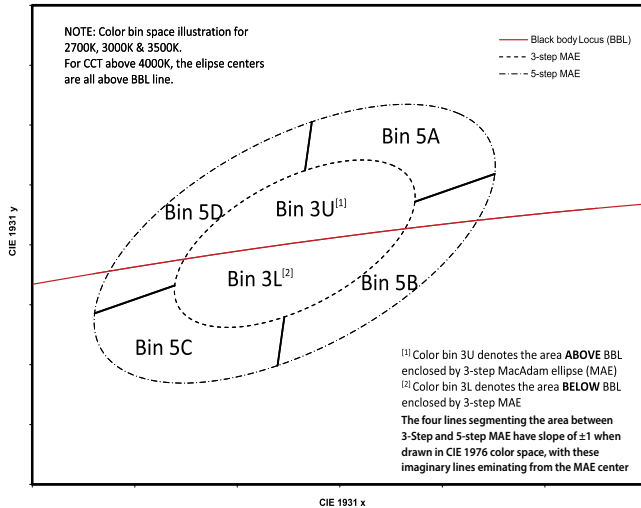 NOTE: Color bin space illustration for
2700K, 3000K & 3500K.
For CCT above 4000K, the elipse centers
are all above BBL line.
Black body Locus (BBL)
3-step MAE
5-step MAE
Bin 5A
Bin 5D
Bin 3U[1]
Bin 3L[2]
Bin 5B
Bin 5C
CIE 1931 y
[1] Color bin 3U denotes the area ABOVE BBL
enclosed by 3-step MacAdam ellipse (MAE)
[2] Color bin 3L denotes the area BELOW BBL
enclosed by 3-step MAE
The four lines segmenting the area between
3-Step and 5-step MAE have slope of ±1 when
drawn in CIE 1976 color space, with these
imaginary lines eminating from the MAE center
CIE 1931 x